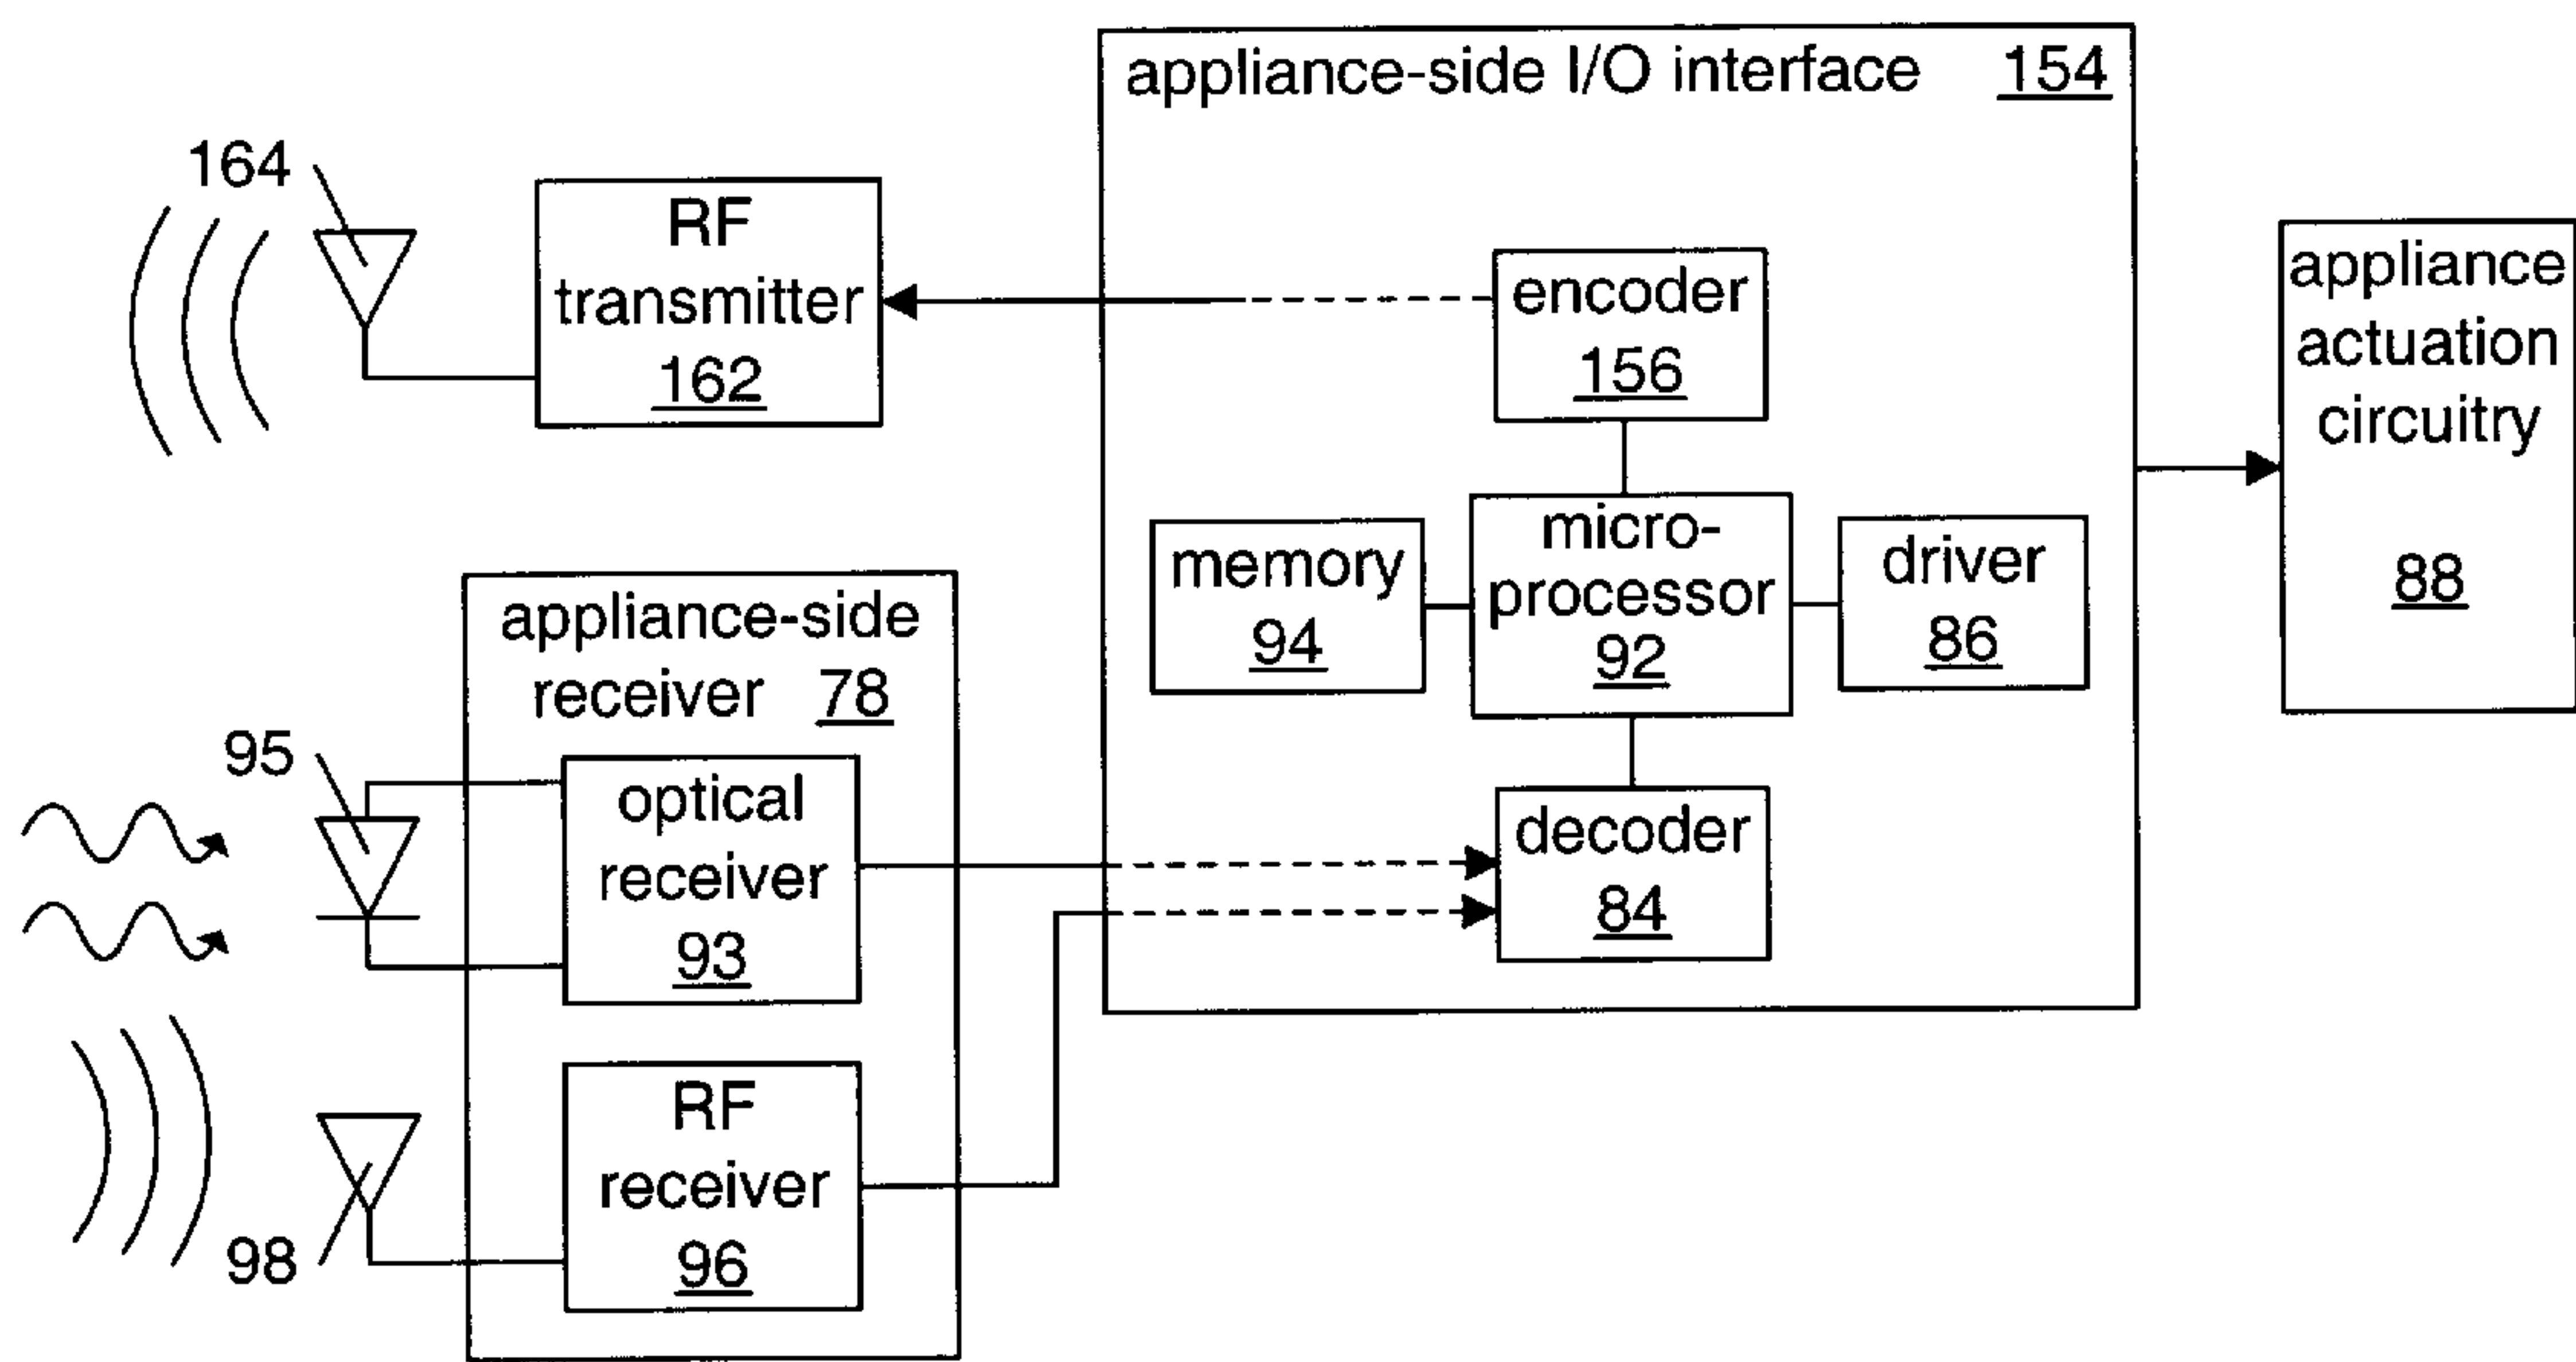 appliance-side I/O interface 154
164
RF
transmitter
162
encoder
156
appliance
actuation
circuitry
88
memory
94
micro-
processor
92
driver
86
appliance-side
receiver 78
95
optical
receiver
93
decoder
84
RF
receiver
96
98